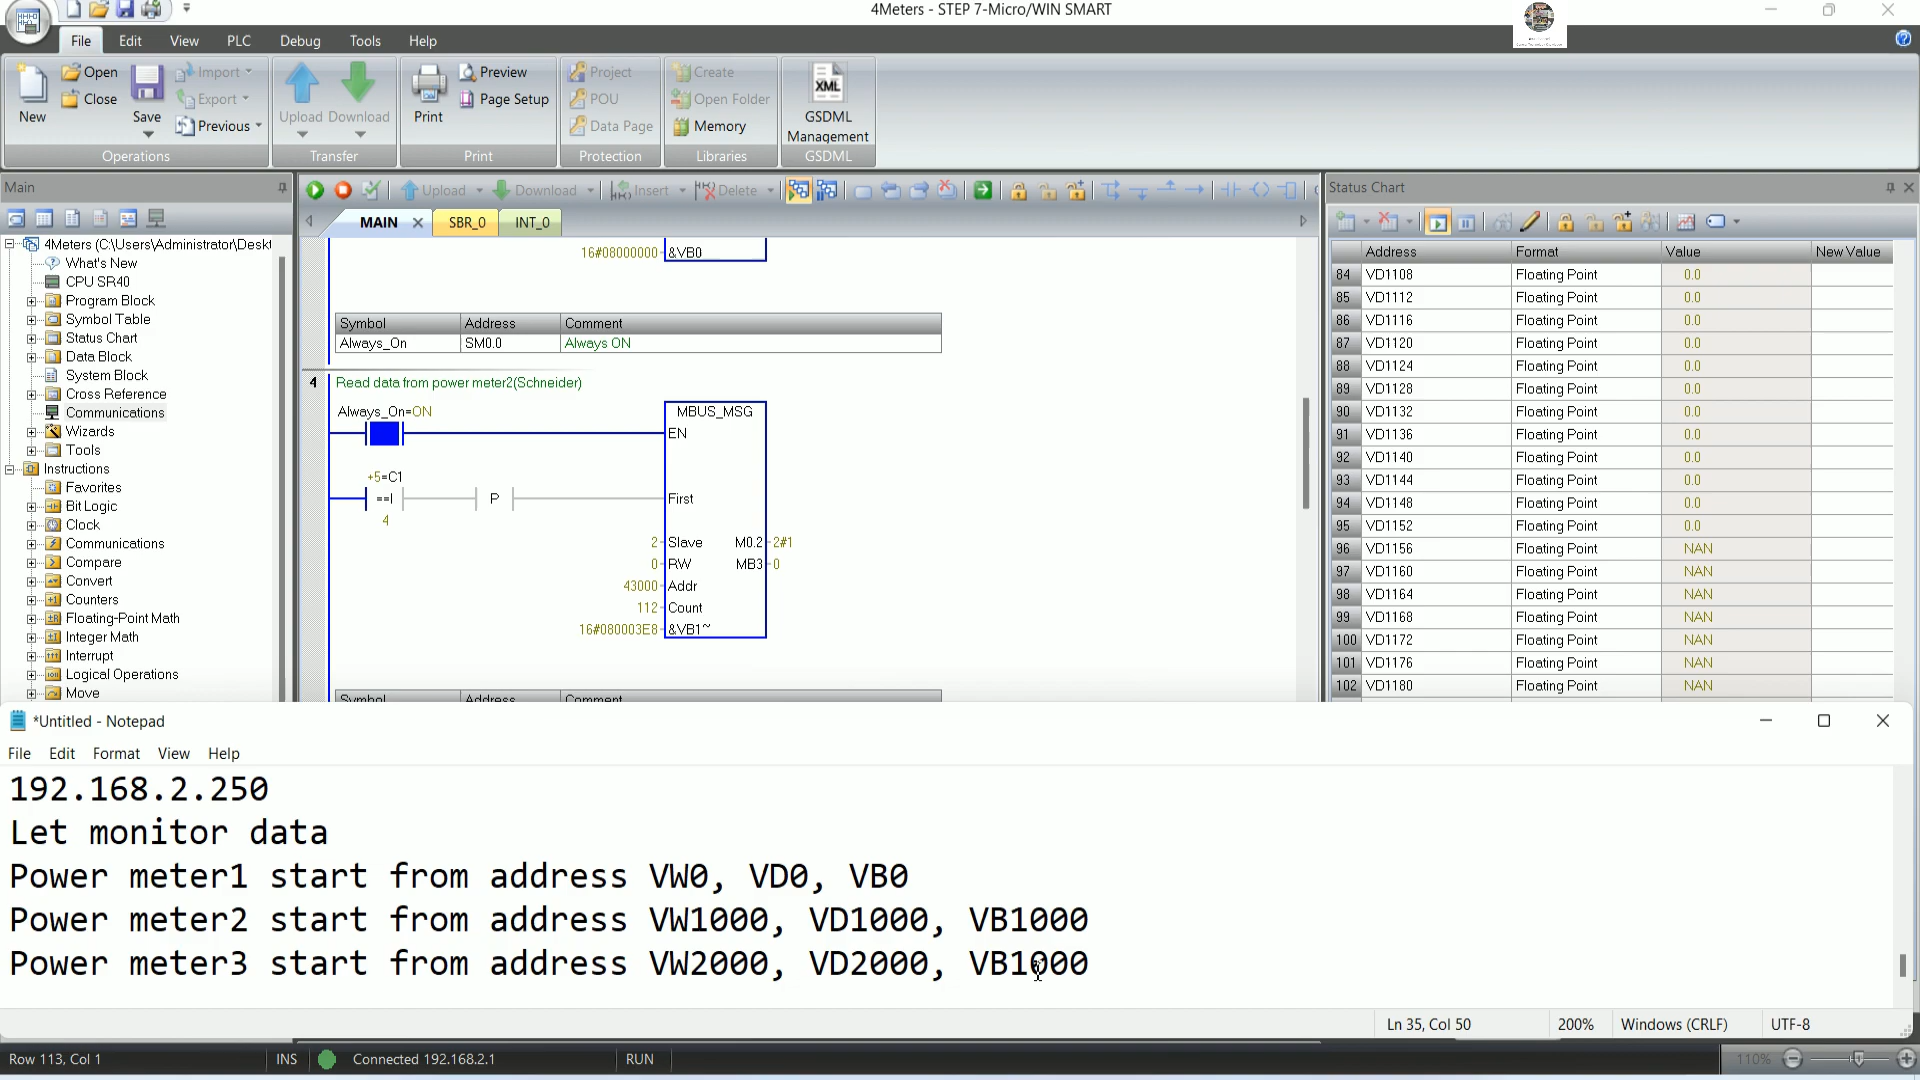 4Meters - STEP 7-Micro/WIN SMART
File Edit View PLC Debug Tools Help
New Open Close Save Import Export Previous Operations
Upload Download Transfer
Print Preview Page Setup Print
Project POU Data Page Protection
Create Open Folder Memory Libraries
XML GSDML Management GSDML
Main
4Meters (C:\Users\Administrator\Deskt
What's New
CPU SR40
Program Block
Symbol Table
Status Chart
Data Block
System Block
Cross Reference
Communications
Wizards
Tools
Instructions
Favorites
Bit Logic
Clock
Communications
Compare
Convert
Counters
Floating-Point Math
Integer Math
Interrupt
Logical Operations
Move
Upload Download Insert Delete
MAIN SBR_0 INT_0
16#08000000 &VB0
Symbol Address Comment
Always_On SM0.0 Always ON
4 Read data from power meter2(Schneider)
Always_On=ON MBUS_MSG
EN
+5=C1
==I P First
4
2 Slave M0.2 2#1
0 RW MB3 0
43000 Addr
112 Count
16#080003E8 &VB1~
Symbol Address Comment
Status Chart
Address Format Value New Value
84 VD1108 Floating Point 0.0
85 VD1112 Floating Point 0.0
86 VD1116 Floating Point 0.0
87 VD1120 Floating Point 0.0
88 VD1124 Floating Point 0.0
89 VD1128 Floating Point 0.0
90 VD1132 Floating Point 0.0
91 VD1136 Floating Point 0.0
92 VD1140 Floating Point 0.0
93 VD1144 Floating Point 0.0
94 VD1148 Floating Point 0.0
95 VD1152 Floating Point 0.0
96 VD1156 Floating Point NAN
97 VD1160 Floating Point NAN
98 VD1164 Floating Point NAN
99 VD1168 Floating Point NAN
100 VD1172 Floating Point NAN
101 VD1176 Floating Point NAN
102 VD1180 Floating Point NAN
*Untitled - Notepad
File Edit Format View Help
192.168.2.250
Let monitor data
Power meter1 start from address VW0, VD0, VB0
Power meter2 start from address VW1000, VD1000, VB1000
Power meter3 start from address VW2000, VD2000, VB1000
Ln 35, Col 50 200% Windows (CRLF) UTF-8
Row 113, Col 1 INS Connected 192.168.2.1 RUN 110%